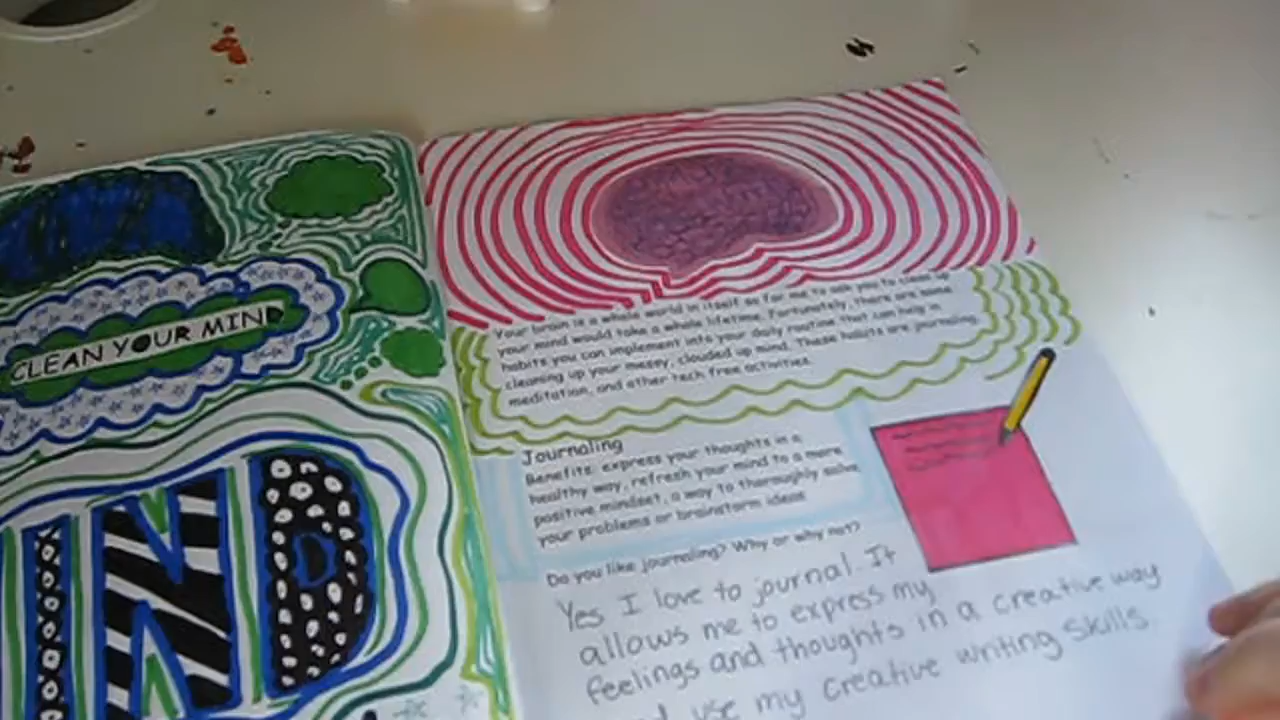 CLEAN YOUR MIND
IND
Your brain is a whole world in itself so for me to ask you to clean up
your mind would take a whole lifetime. Fortunately, there are some
habits you can implement into your daily routine that can help in
cleaning up your messy, clouded up mind. These habits are journaling,
meditation, and other tech free activities.
Journaling
Benefits: express your thoughts in a
healthy way, refresh your mind to a more
positive mindset, a way to thoroughly solve
your problems or brainstorm ideas
Do you like journaling? Why or why not?
Yes I love to journal. It
allows me to express my
feelings and thoughts in a creative way
and use my creative writing skills.